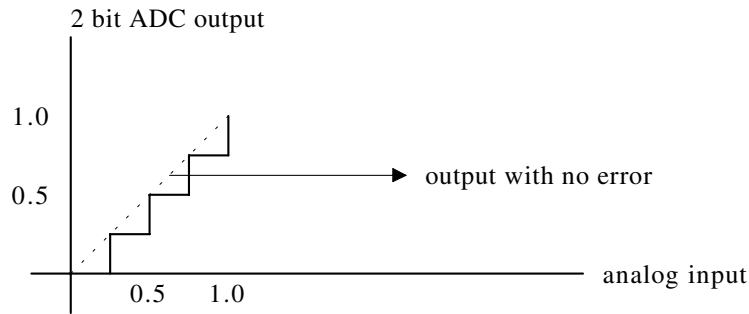 2 bit ADC output
1.0
output with no error
0.5
analog input
0.5 1.0